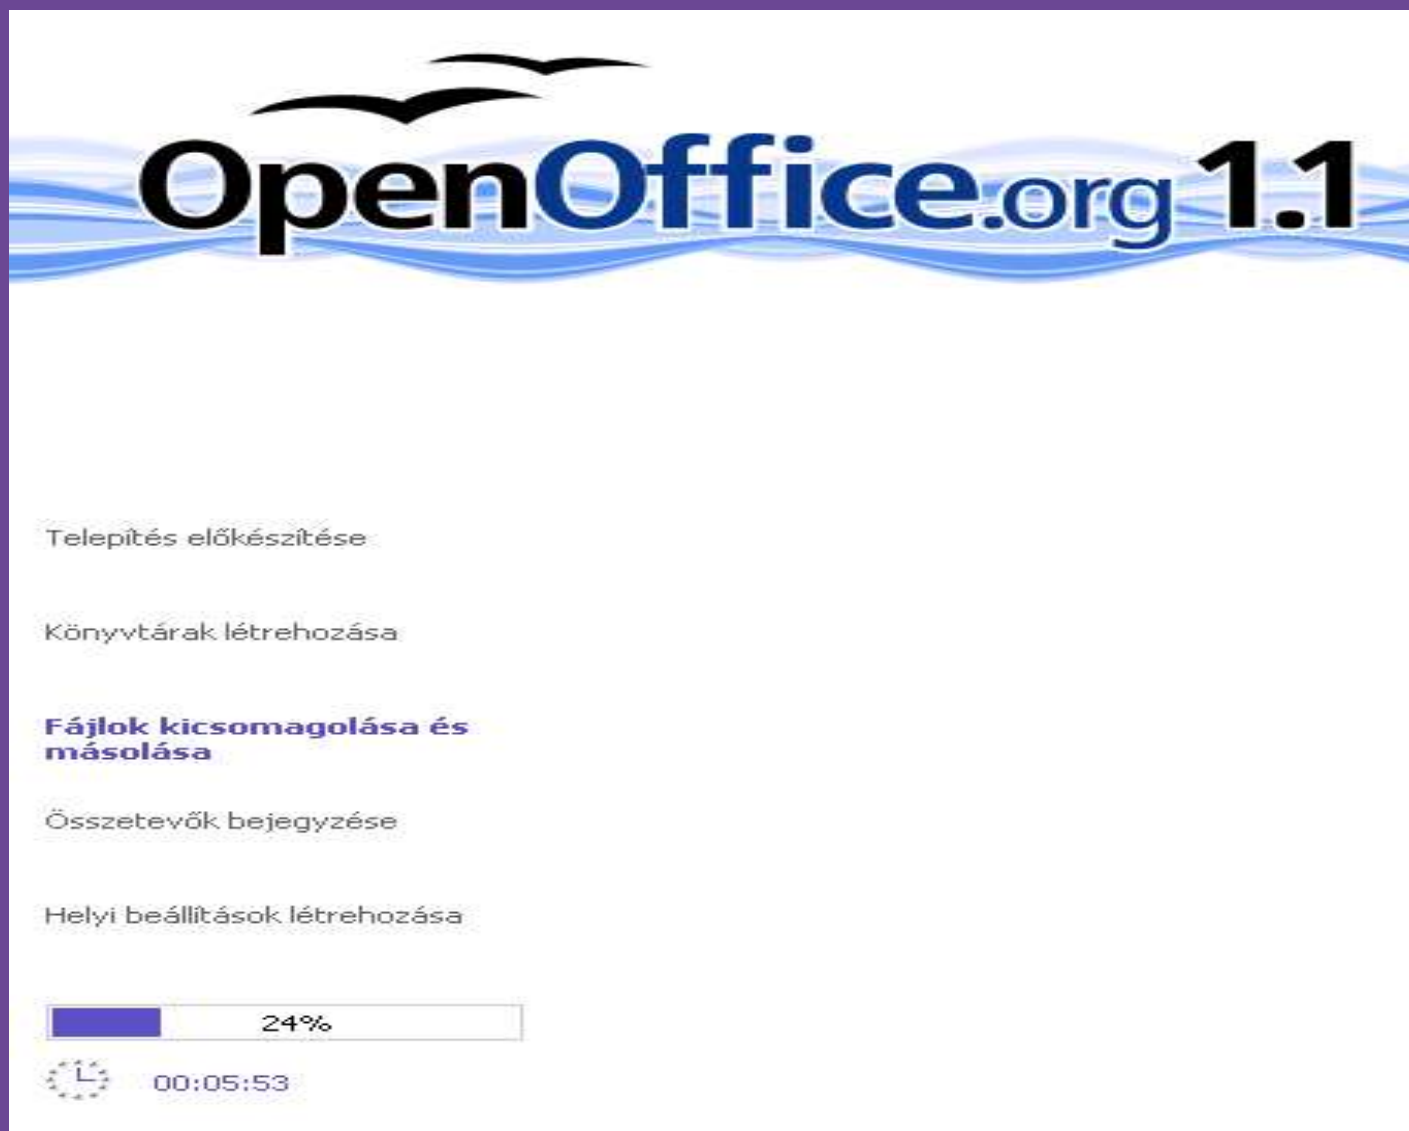 OpenOffice.org 1.1
Telepítés előkészítése
Könyvtárak létrehozása
Fájlok kicsomagolása és
másolása
Összetevők bejegyzése
Helyi beállítások létrehozása
24%
00:05:53